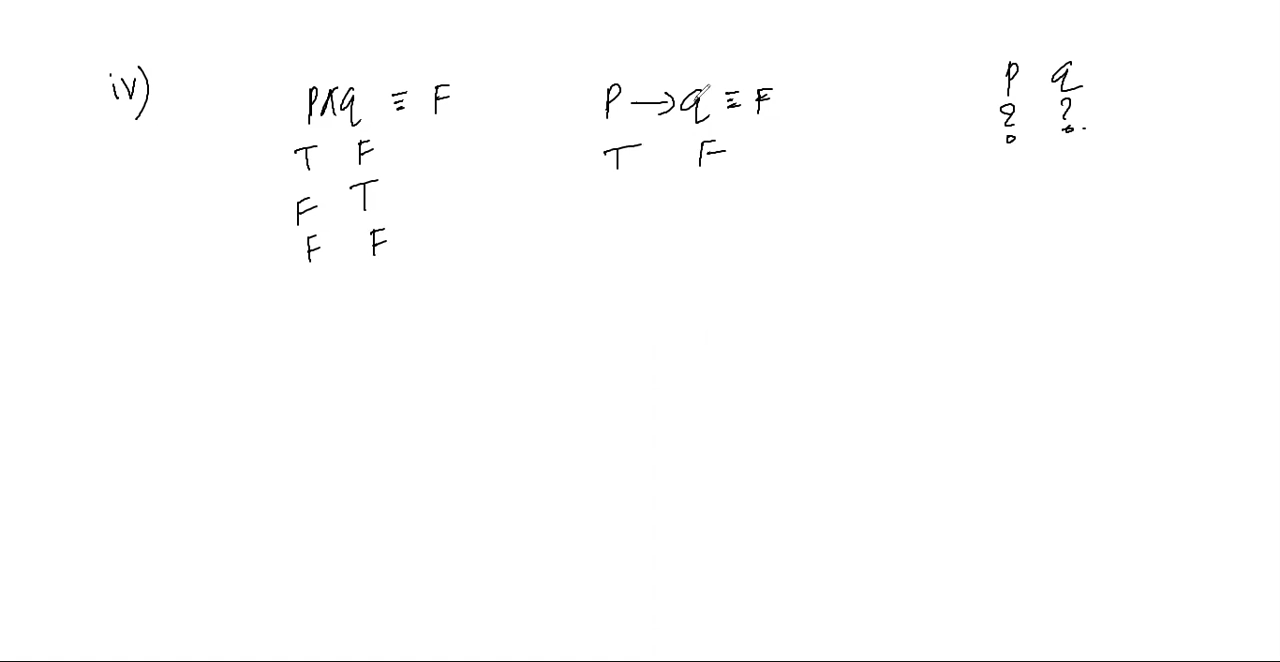 iv) p∧q ≡ F p→q ≡ F p q
T F T F ? ?
F T
F F